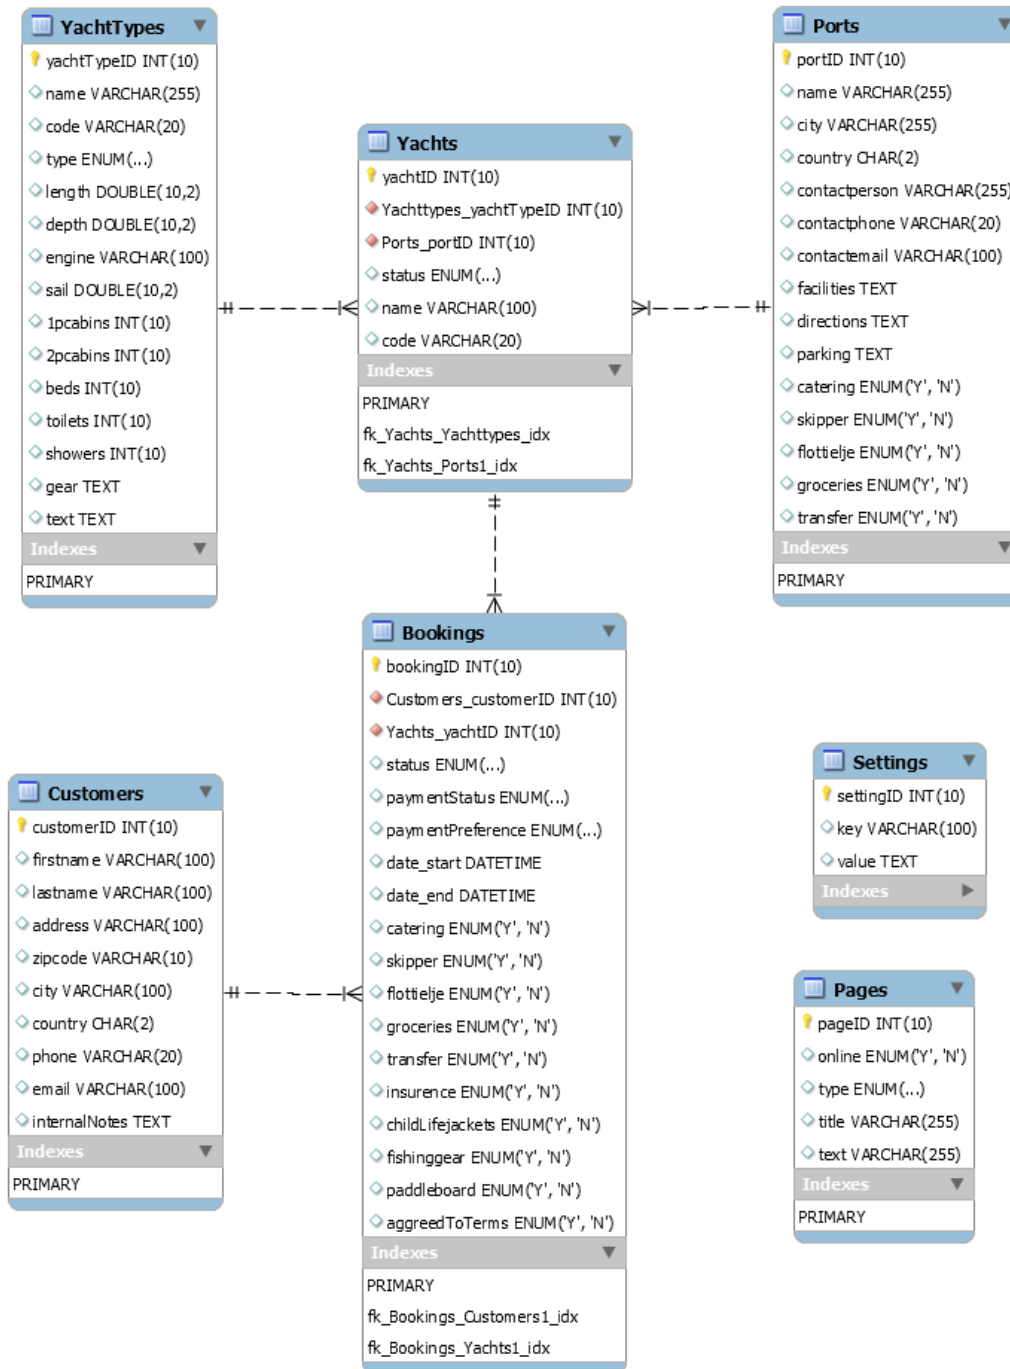 YachtTypes
yachtTypeID INT(10)
name VARCHAR(255)
code VARCHAR(20)
type ENUM(...)
length DOUBLE(10,2)
depth DOUBLE(10,2)
engine VARCHAR(100)
sail DOUBLE(10,2)
1pcabins INT(10)
2pcabins INT(10)
beds INT(10)
toilets INT(10)
showers INT(10)
gear TEXT
text TEXT
Indexes
PRIMARY
Yachts
yachtID INT(10)
Yachttypes_yachtTypeID INT(10)
Ports_portID INT(10)
status ENUM(...)
name VARCHAR(100)
code VARCHAR(20)
Indexes
PRIMARY
fk_Yachts_Yachttypes_idx
fk_Yachts_Ports1_idx
Ports
portID INT(10)
name VARCHAR(255)
city VARCHAR(255)
country CHAR(2)
contactperson VARCHAR(255)
contactphone VARCHAR(20)
contactemail VARCHAR(100)
facilities TEXT
directions TEXT
parking TEXT
catering ENUM('Y', 'N')
skipper ENUM('Y', 'N')
flottielje ENUM('Y', 'N')
groceries ENUM('Y', 'N')
transfer ENUM('Y', 'N')
Indexes
PRIMARY
Bookings
bookingID INT(10)
Customers_customerID INT(10)
Yachts_yachtID INT(10)
status ENUM(...)
paymentStatus ENUM(...)
paymentPreference ENUM(...)
date_start DATETIME
date_end DATETIME
catering ENUM('Y', 'N')
skipper ENUM('Y', 'N')
flottielje ENUM('Y', 'N')
groceries ENUM('Y', 'N')
transfer ENUM('Y', 'N')
insurence ENUM('Y', 'N')
childLifejackets ENUM('Y', 'N')
fishinggear ENUM('Y', 'N')
paddleboard ENUM('Y', 'N')
aggreedToTerms ENUM('Y', 'N')
Indexes
PRIMARY
fk_Bookings_Customers1_idx
fk_Bookings_Yachts1_idx
Customers
customerID INT(10)
firstname VARCHAR(100)
lastname VARCHAR(100)
address VARCHAR(100)
zipcode VARCHAR(10)
city VARCHAR(100)
country CHAR(2)
phone VARCHAR(20)
email VARCHAR(100)
internalNotes TEXT
Indexes
PRIMARY
Settings
settingID INT(10)
key VARCHAR(100)
value TEXT
Indexes
Pages
pageID INT(10)
online ENUM('Y', 'N')
type ENUM(...)
title VARCHAR(255)
text VARCHAR(255)
Indexes
PRIMARY